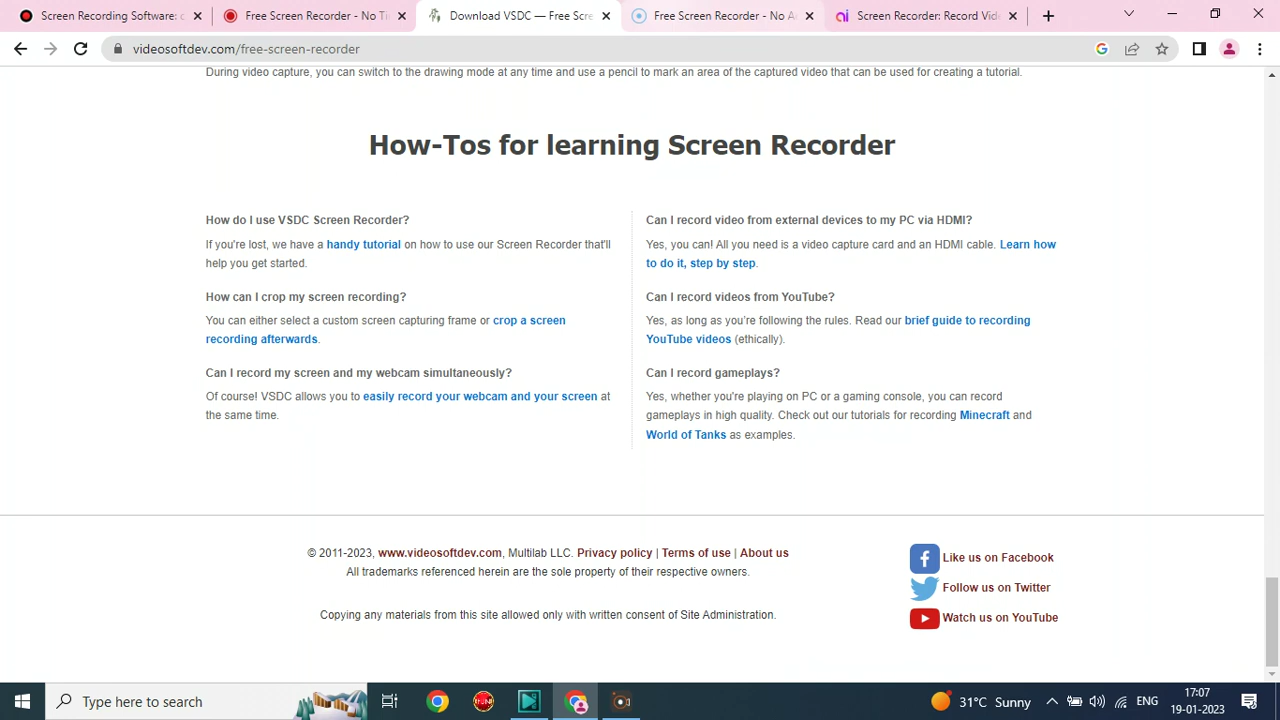 Screen Recording Software:
Free Screen Recorder - No Ti
Download VSDC — Free Scre
Free Screen Recorder - No A
Screen Recorder: Record Vid
videosoftdev.com/free-screen-recorder
During video capture, you can switch to the drawing mode at any time and use a pencil to mark an area of the captured video that can be used for creating a tutorial.
How-Tos for learning Screen Recorder
How do I use VSDC Screen Recorder?
If you're lost, we have a handy tutorial on how to use our Screen Recorder that'll
help you get started.
How can I crop my screen recording?
You can either select a custom screen capturing frame or crop a screen
recording afterwards.
Can I record my screen and my webcam simultaneously?
Of course! VSDC allows you to easily record your webcam and your screen at
the same time.
Can I record video from external devices to my PC via HDMI?
Yes, you can! All you need is a video capture card and an HDMI cable. Learn how
to do it, step by step.
Can I record videos from YouTube?
Yes, as long as you’re following the rules. Read our brief guide to recording
YouTube videos (ethically).
Can I record gameplays?
Yes, whether you're playing on PC or a gaming console, you can record
gameplays in high quality. Check out our tutorials for recording Minecraft and
World of Tanks as examples.
© 2011-2023, www.videosoftdev.com, Multilab LLC. Privacy policy | Terms of use | About us
All trademarks referenced herein are the sole property of their respective owners.
Copying any materials from this site allowed only with written consent of Site Administration.
Like us on Facebook
Follow us on Twitter
Watch us on YouTube
Type here to search
31°C Sunny
ENG
17:07
19-01-2023